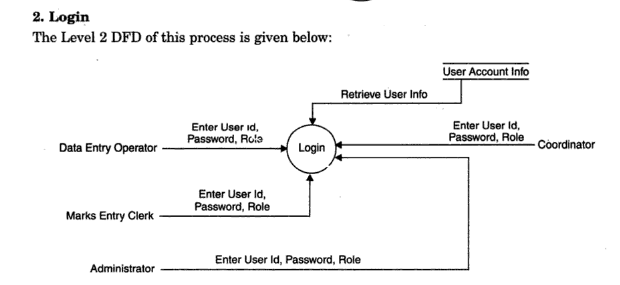 2. Login
The Level 2 DFD of this process is given below:
User Account Info
Retrieve User Info
Enter User Id,
Password, Role
Data Entry Operator
Login
Enter User Id,
Password, Role
Coordinator
Enter User Id,
Password, Role
Marks Entry Clerk
Enter User Id, Password, Role
Administrator